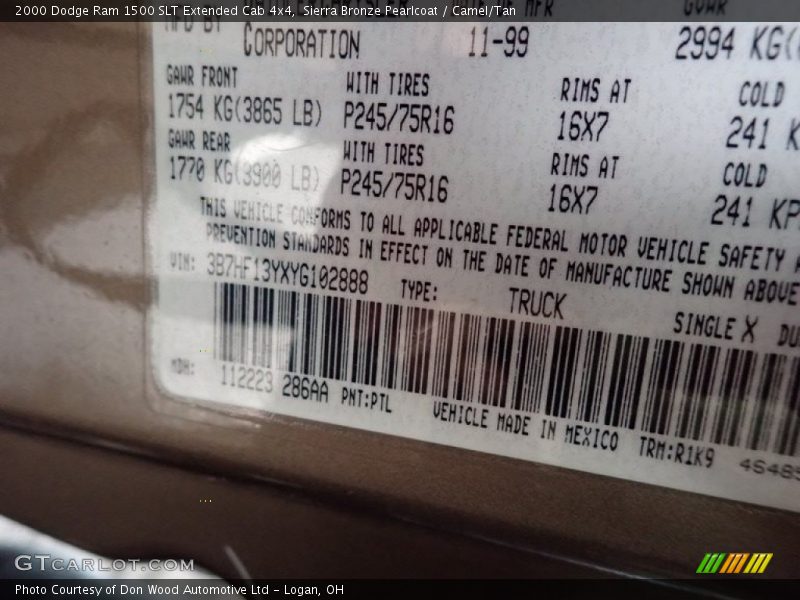 2000 Dodge Ram 1500 SLT Extended Cab 4x4, Sierra Bronze Pearlcoat / Camel/Tan
MFD BY
CORPORATION 11-99 2994 KG(
GAWR FRONT WITH TIRES RIMS AT COLD
1754 KG(3865 LB) P245/75R16 16X7 241 K
GAWR REAR WITH TIRES RIMS AT COLD
1770 KG(3900 LB) P245/75R16 16X7 241 KP
THIS VEHICLE CONFORMS TO ALL APPLICABLE FEDERAL MOTOR VEHICLE SAFETY
PREVENTION STANDARDS IN EFFECT ON THE DATE OF MANUFACTURE SHOWN ABOVE
VIN: 3B7HF13YXYG102888 TYPE: TRUCK
SINGLE X DU
MDH: 112223 286AA PNT:PTL VEHICLE MADE IN MEXICO TRM:R1K9 4648
GTCARLOT.COM
Photo Courtesy of Don Wood Automotive Ltd - Logan, OH